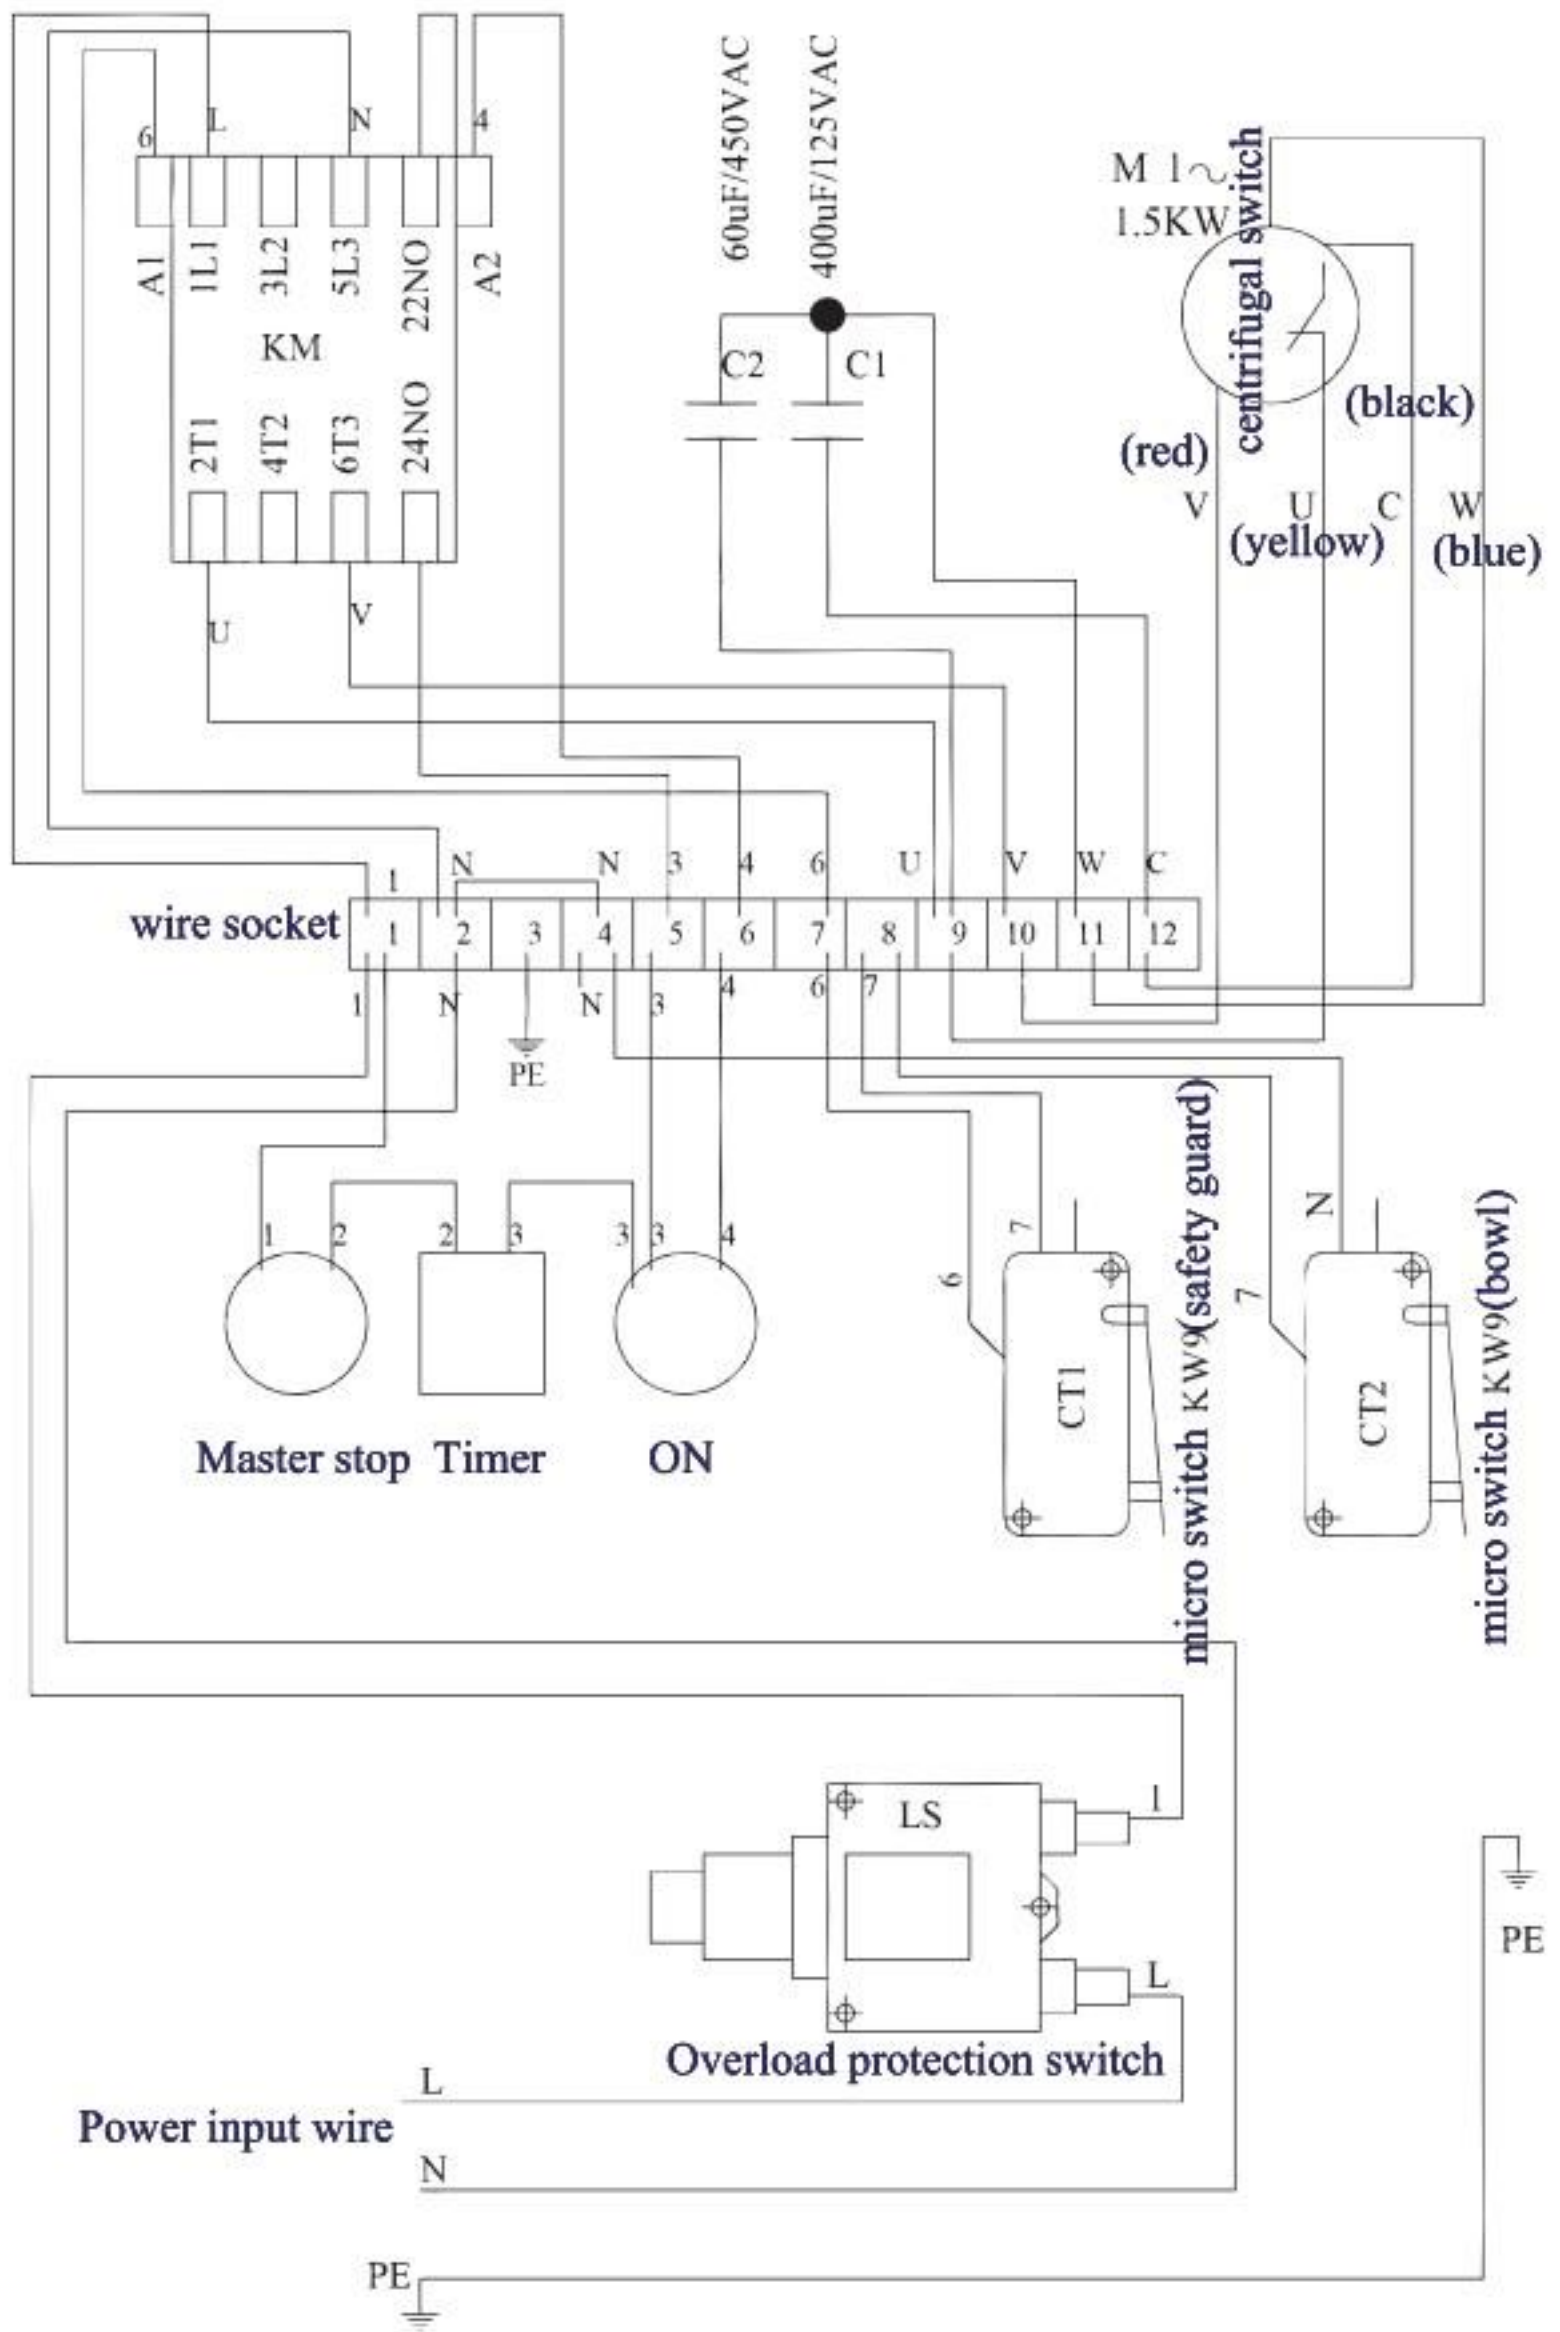 L
N
4
6
60uF/450VAC
400uF/125VAC
M 1~
1.5KW
centrifugal switch
A1
1L1
3L2
5L3
22NO
A2
KM
C2
C1
2T1
4T2
6T3
24NO
(black)
(red)
V
U
C
W
(yellow)
(blue)
U
V
1
N
N
3
4
6
U
V
W
C
wire socket
1
2
3
4
5
6
7
8
9
10
11
12
1
N
N
3
4
6
7
PE
1
2
2
3
3
3
4
6
7
7
N
CT1
CT2
micro switch KW9(safety guard)
micro switch KW9(bowl)
Master stop
Timer
ON
LS
1
L
PE
Overload protection switch
L
Power input wire
N
PE